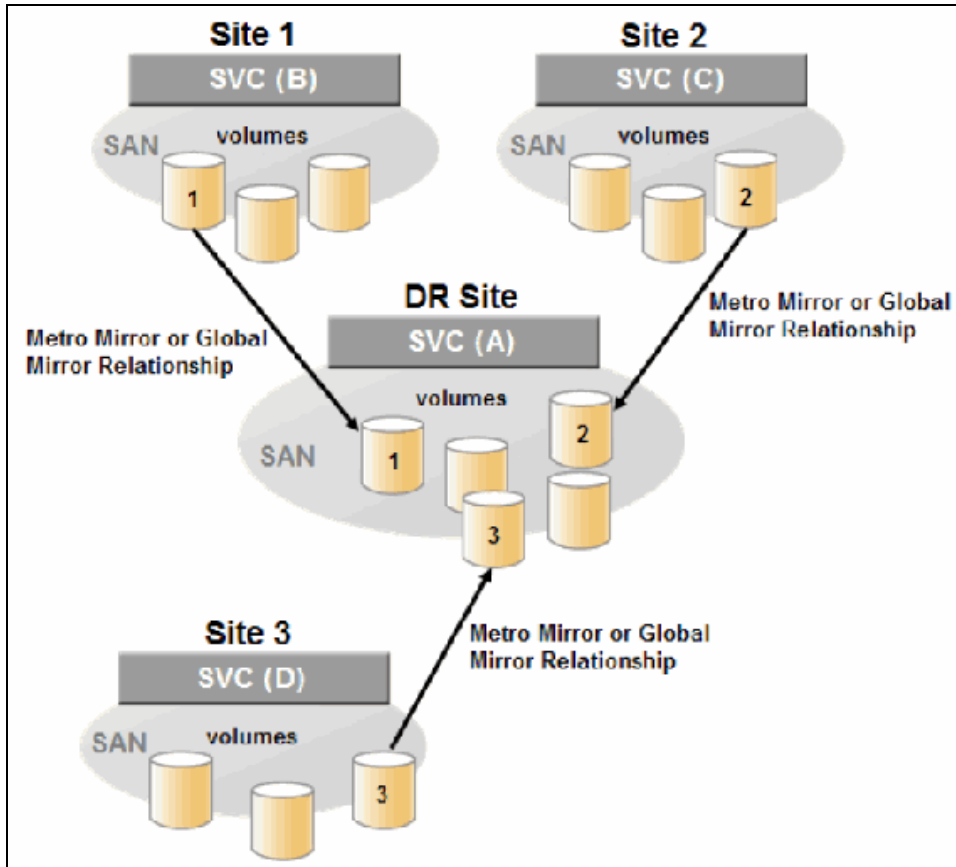 Site 1
SVC (B)
SAN
volumes
1
Site 2
SVC (C)
SAN
volumes
2
Metro Mirror or Global
Mirror Relationship
Metro Mirror or Global
Mirror Relationship
DR Site
SVC (A)
volumes
SAN
1
2
3
Metro Mirror or Global
Mirror Relationship
Site 3
SVC (D)
SAN
volumes
3